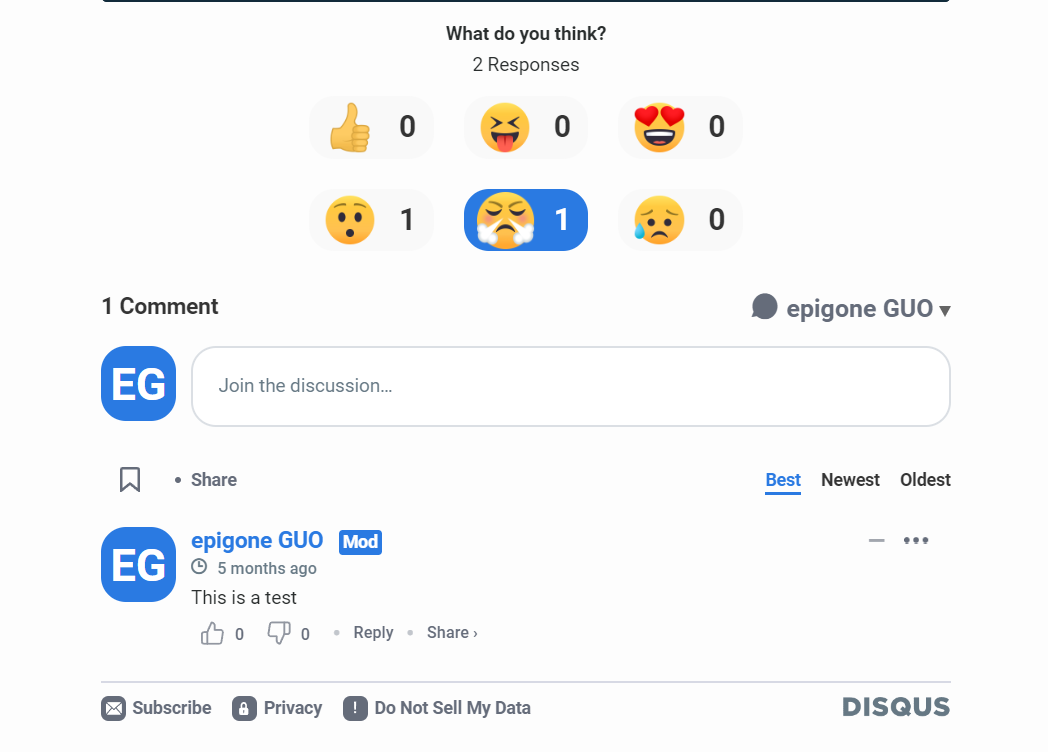 What do you think?
2 Responses
0 0 0
1 1 0
1 Comment epigone GUO
EG Join the discussion…
Share Best Newest Oldest
EG epigone GUO Mod
5 months ago
This is a test
0 0 • Reply • Share ›
Subscribe Privacy ! Do Not Sell My Data DISQUS